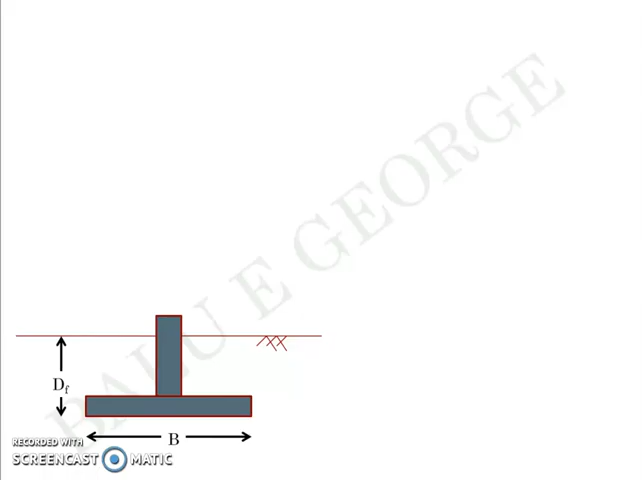 BALU E GEORGE
D_f
B
RECORDED WITH
SCREENCAST MATIC